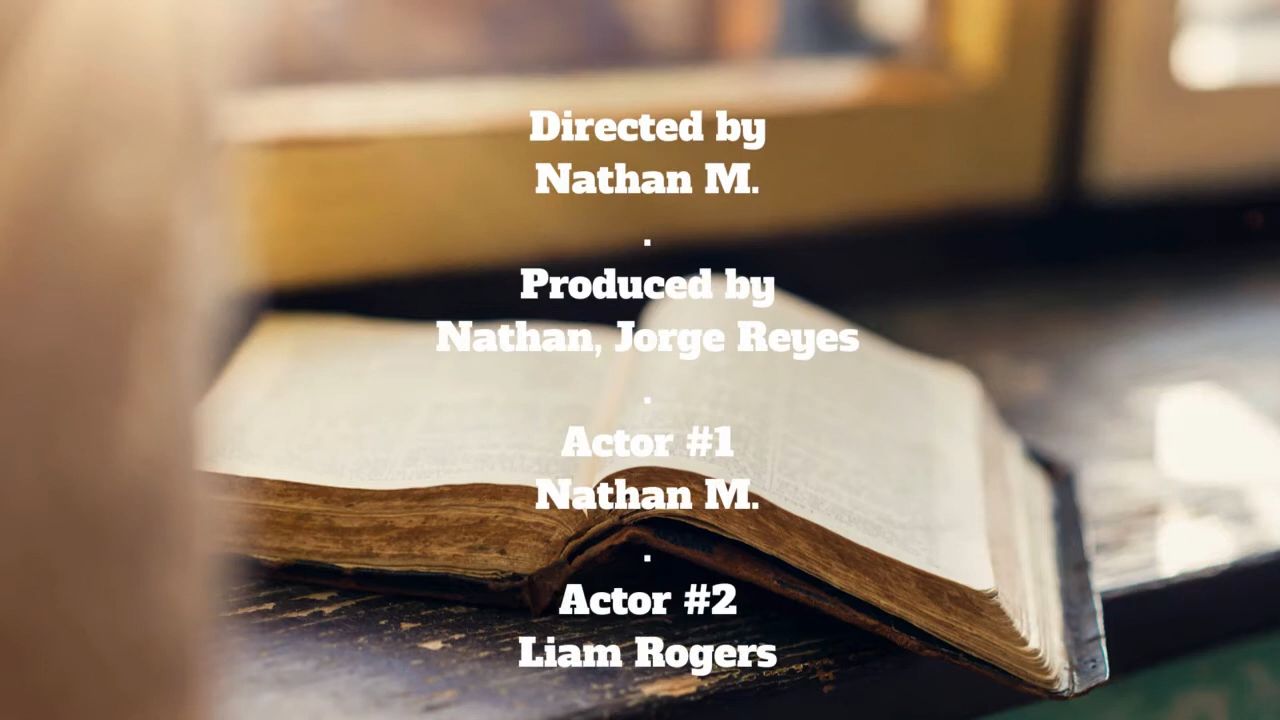 Directed by
Nathan M.
.
Produced by
Nathan, Jorge Reyes
.
Actor #1
Nathan M.
.
Actor #2
Liam Rogers